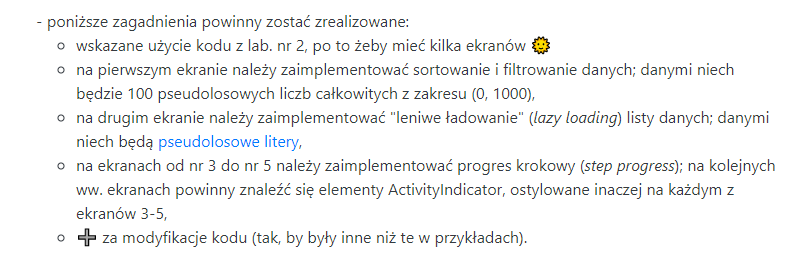 - poniższe zagadnienia powinny zostać zrealizowane:
○ wskazane użycie kodu z lab. nr 2, po to żeby mieć kilka ekranów 🌞
○ na pierwszym ekranie należy zaimplementować sortowanie i filtrowanie danych; danymi niech
będzie 100 pseudolosowych liczb całkowitych z zakresu (0, 1000),
○ na drugim ekranie należy zaimplementować "leniwe ładowanie" (lazy loading) listy danych; danymi
niech będą pseudolosowe litery,
○ na ekranach od nr 3 do nr 5 należy zaimplementować progres krokowy (step progress); na kolejnych
ww. ekranach powinny znaleźć się elementy ActivityIndicator, ostylowane inaczej na każdym z
ekranów 3-5,
○ ➕ za modyfikacje kodu (tak, by były inne niż te w przykładach).